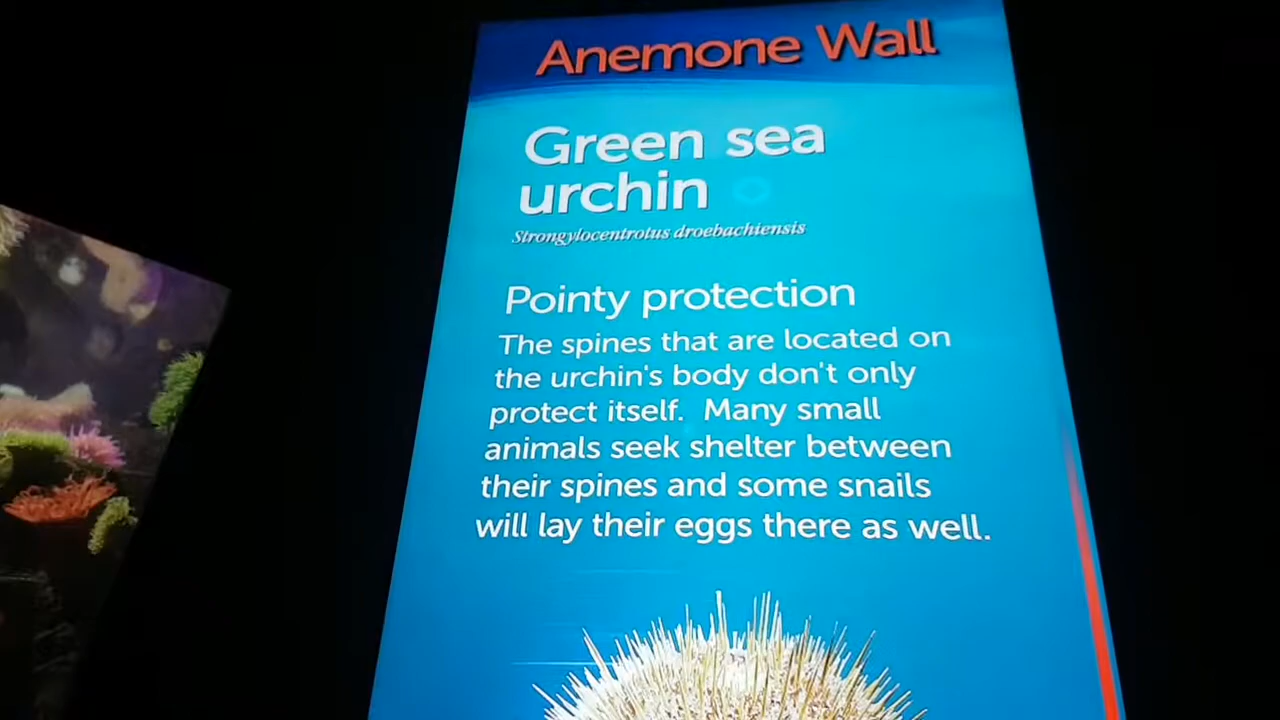 Anemone Wall
Green sea
urchin
Strongylocentrotus droebachiensis
Pointy protection
The spines that are located on
the urchin's body don't only
protect itself.  Many small
animals seek shelter between
their spines and some snails
will lay their eggs there as well.